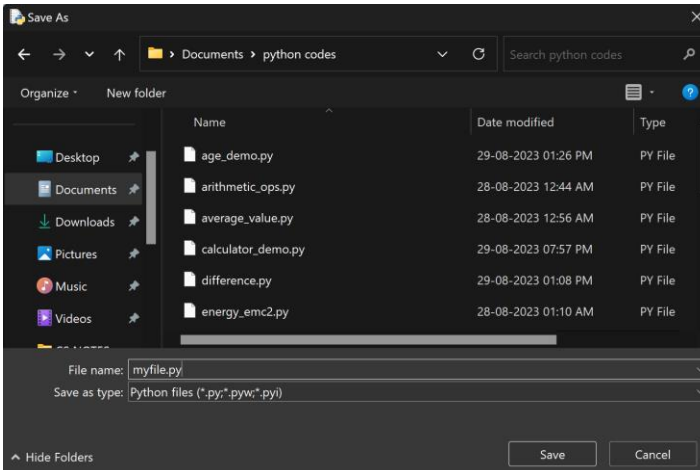 Save As
Documents > python codes
Search python codes
Organize
New folder
Name
Date modified
Type
Desktop
Documents
Downloads
Pictures
Music
Videos
age_demo.py 29-08-2023 01:26 PM PY File
arithmetic_ops.py 28-08-2023 12:44 AM PY File
average_value.py 28-08-2023 12:56 AM PY File
calculator_demo.py 29-08-2023 07:57 PM PY File
difference.py 29-08-2023 01:08 PM PY File
energy_emc2.py 28-08-2023 01:10 AM PY File
File name: myfile.py
Save as type: Python files (*.py;*.pyw;*.pyi)
Hide Folders
Save
Cancel